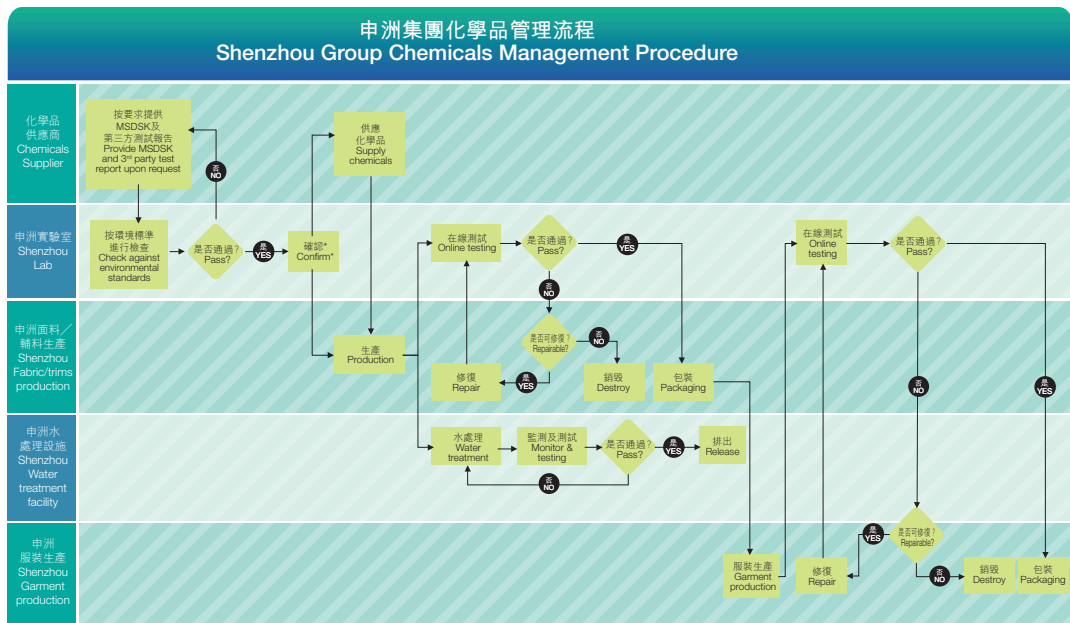 申洲集團化學品管理流程
Shenzhou Group Chemicals Management Procedure
化學品
供應商
Chemicals
Supplier
按要求提供
MSDSK及
第三方測試報告
Provide MSDSK
and 3rd party test
report upon request
否
NO
供應
化學品
Supply
chemicals
申洲實驗室
Shenzhou
Lab
按環境標準
進行檢查
Check against
environmental
standards
是否通過?
Pass?
是
YES
確認*
Confirm*
在線測試
Online testing
是否通過?
Pass?
是
YES
否
NO
在線測試
Online
testing
是否通過?
Pass?
申洲面料／
輔料生產
Shenzhou
Fabric/trims
production
生產
Production
修復
Repair
是
YES
是否可修復?
Repairable?
否
NO
銷毀
Destroy
包裝
Packaging
否
NO
是
YES
申洲水
處理設施
Shenzhou
Water
treatment
facility
水處理
Water
treatment
監測及測試
Monitor &
testing
是否通過?
Pass?
是
YES
排出
Release
否
NO
申洲
服裝生產
Shenzhou
Garment
production
服裝生產
Garment
production
修復
Repair
是
YES
是否可修復?
Repairable?
否
NO
銷毀
Destroy
包裝
Packaging